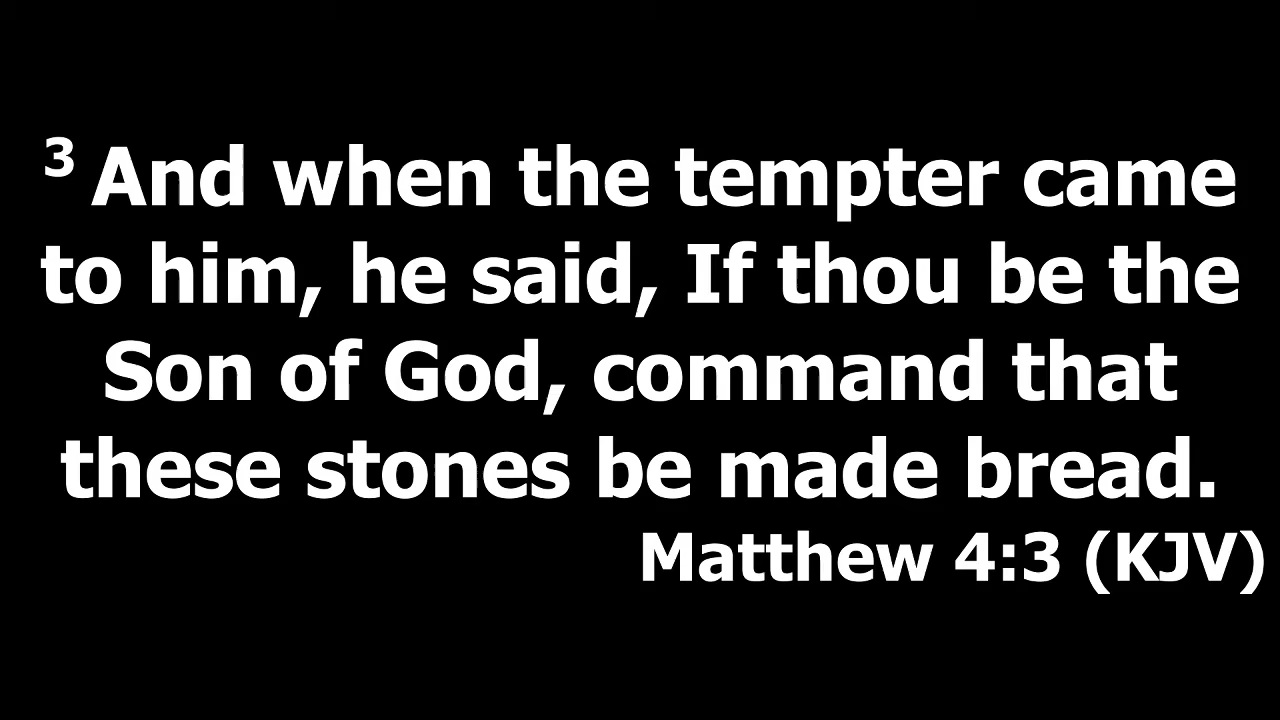 3 And when the tempter came
to him, he said, If thou be the
Son of God, command that
these stones be made bread.
Matthew 4:3 (KJV)